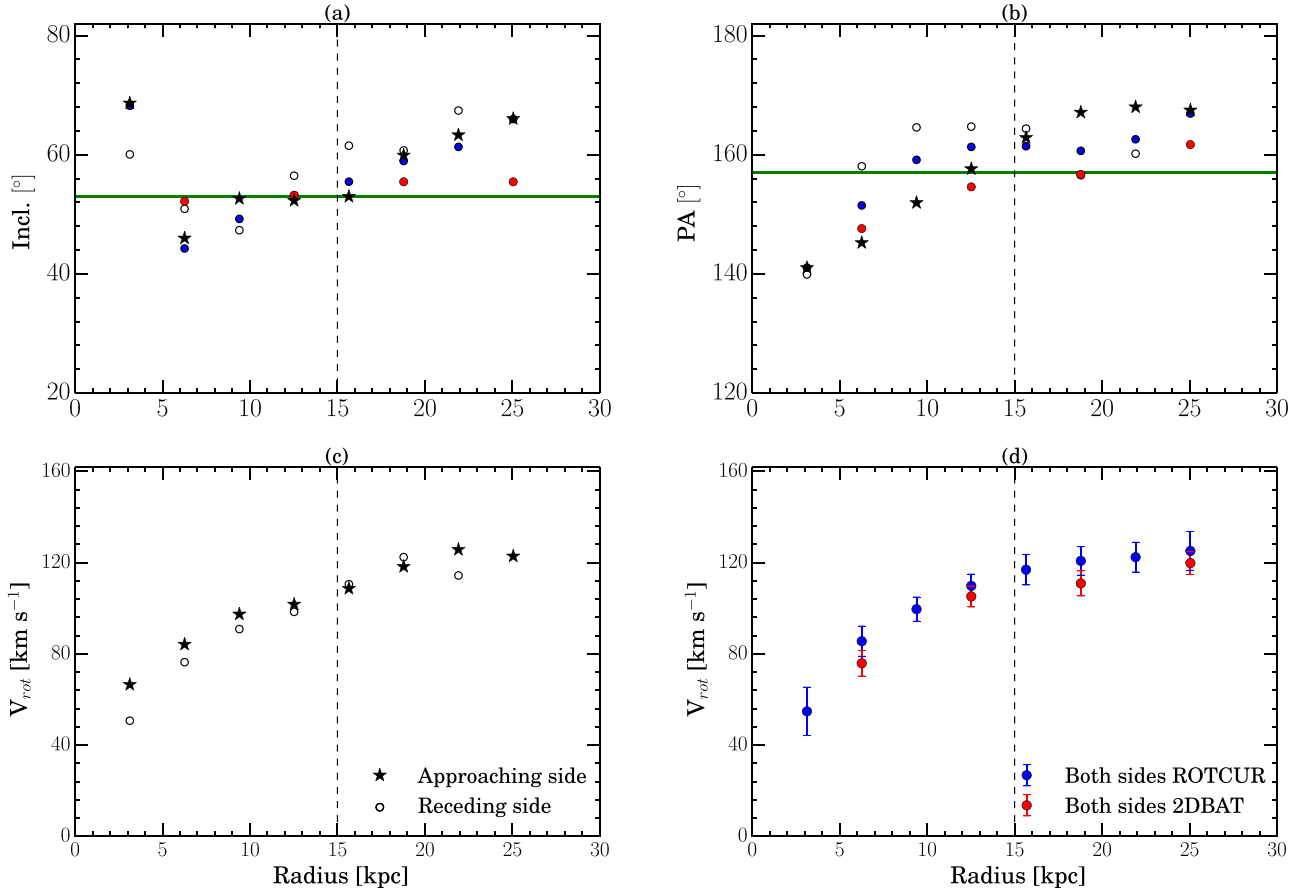 (a)
80
60
40
20
Incl. [°]
0 5 10 15 20 25 30
(b)
180
160
140
120
PA [°]
0 5 10 15 20 25 30
(c)
160
120
80
40
0
V_rot [km s⁻¹]
Approaching side
Receding side
0 5 10 15 20 25 30
Radius [kpc]
(d)
160
120
80
40
0
V_rot [km s⁻¹]
Both sides ROTCUR
Both sides 2DBAT
0 5 10 15 20 25 30
Radius [kpc]